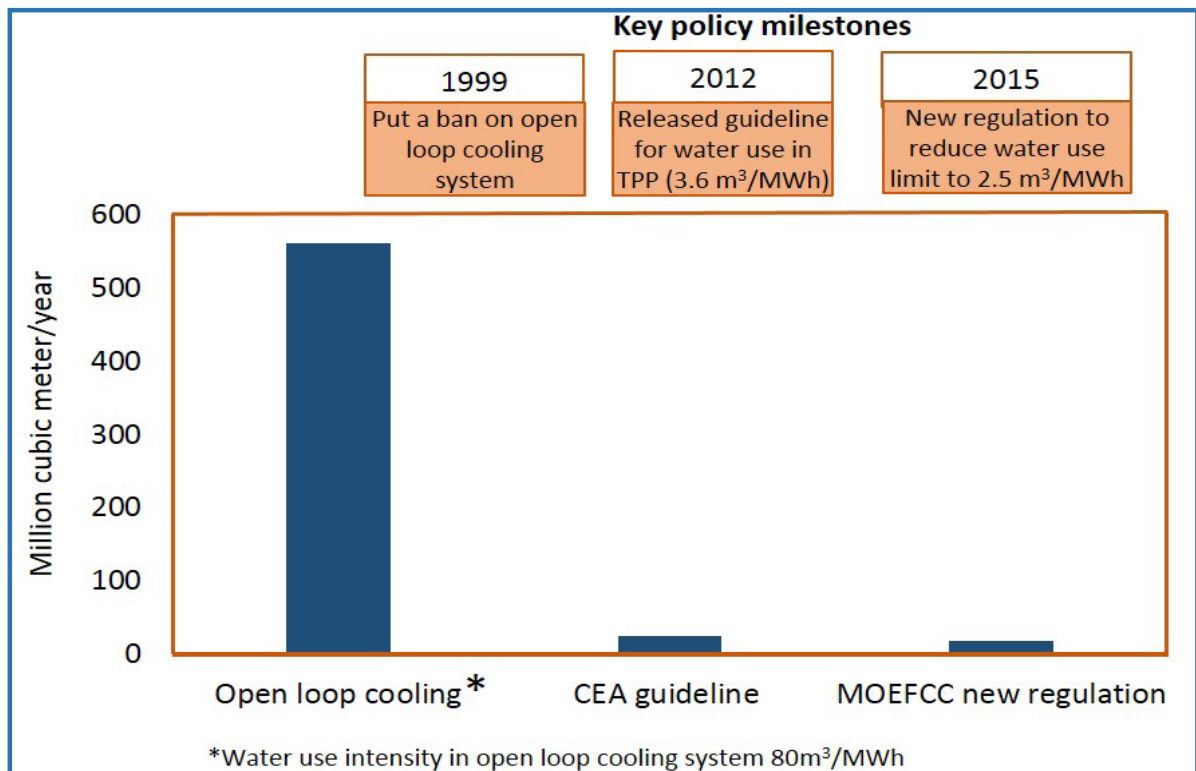 Key policy milestones
1999
Put a ban on open
loop cooling
system
2012
Released guideline
for water use in
TPP (3.6 m³/MWh)
2015
New regulation to
reduce water use
limit to 2.5 m³/MWh
Million cubic meter/year
600
500
400
300
200
100
0
Open loop cooling*
CEA guideline
MOEFCC new regulation
*Water use intensity in open loop cooling system 80m³/MWh